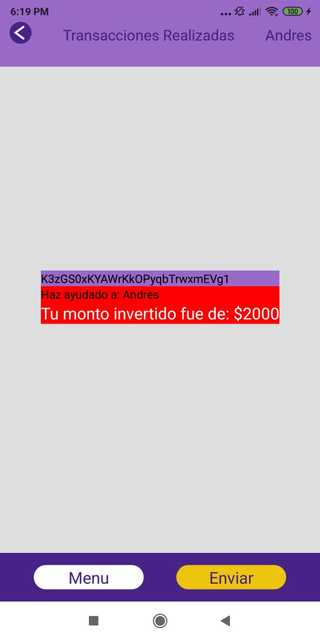 6:19 PM
100
Transacciones Realizadas
Andres
K3zGS0xKYAWrKkOPyqbTrwxmEVg1
Haz ayudado a: Andres
Tu monto invertido fue de: $2000
Menu
Enviar